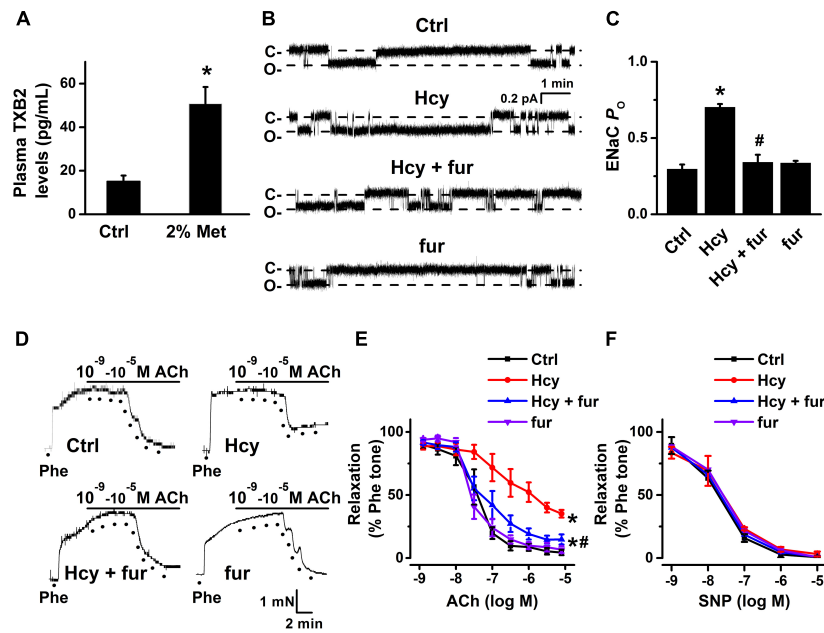 A
Plasma TXB2
levels (pg/mL)
60
40
20
0
*
Ctrl
2% Met
B
Ctrl
C-
O-
1 min
0.2 pA
Hcy
C-
O-
Hcy + fur
C-
O-
fur
C-
O-
C
ENaC PO
1.0
0.5
0.0
*
#
Ctrl
Hcy
Hcy + fur
fur
D
10-9 -10-5 M ACh
Ctrl
Phe
10-9 -10-5 M ACh
Hcy
Phe
10-9 -10-5 M ACh
Hcy + fur
Phe
10-9 -10-5 M ACh
fur
Phe
1 mN
2 min
E
Ctrl
Hcy
Hcy + fur
fur
Relaxation
(% Phe tone)
100
50
0
*
*#
-9 -8 -7 -6 -5
ACh (log M)
F
Ctrl
Hcy
Hcy + fur
fur
Relaxation
(% Phe tone)
100
50
0
-9 -8 -7 -6 -5
SNP (log M)